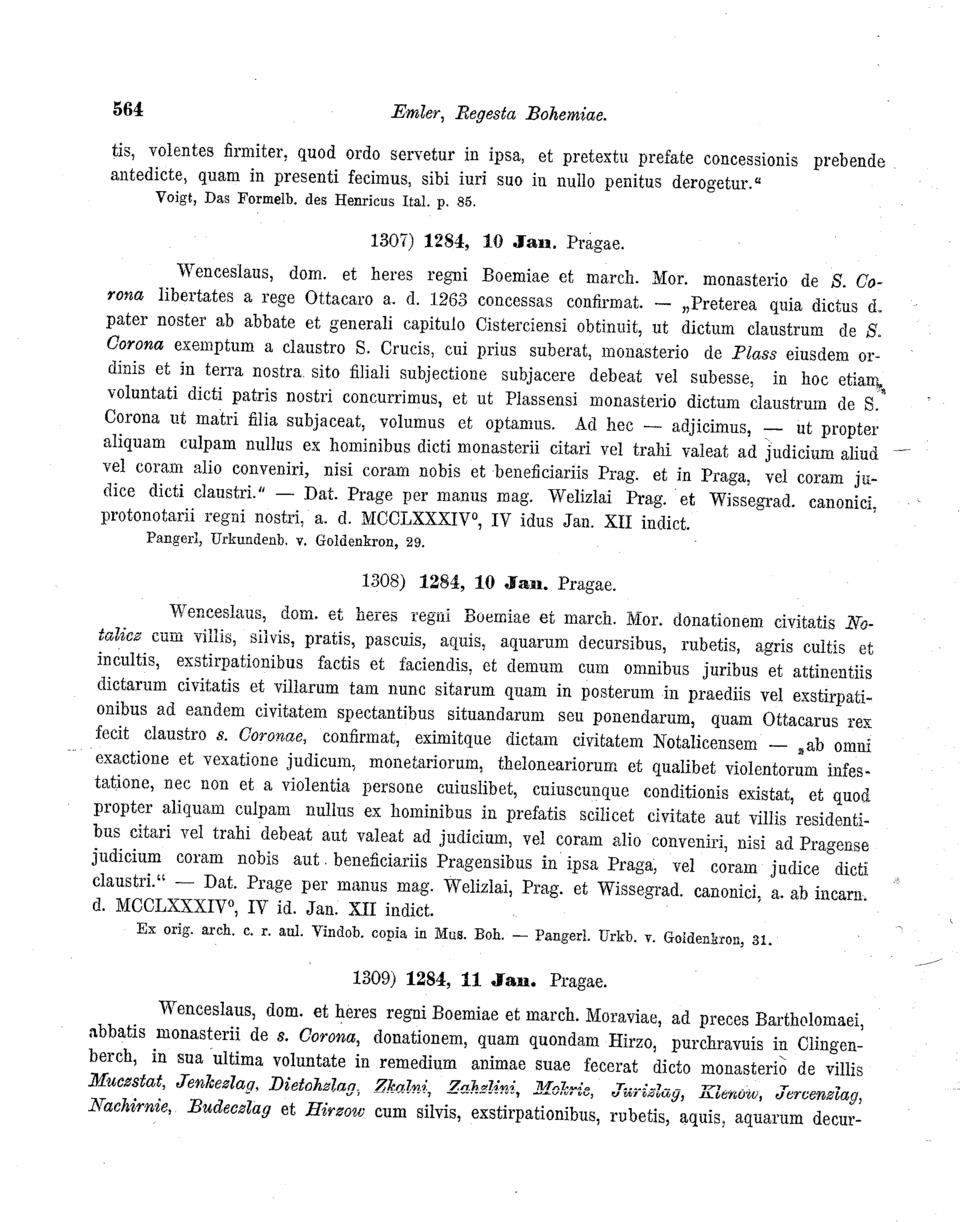 564 Emler, Regesta Bohemiae.
tis, volentes firmiter, quod ordo servetur in ipsa, et pretextu prefate concessionis prebende
antedicte, quam in presenti fecimus, sibi iuri suo in nullo penitus derogetur.“
Voigt, Das Formelb. des Henricus Ital. p. 85.
1307) 1284, 10 Jan. Pragae.
Wenceslaus, dom. et heres regni Boemiae et march. Mor. monasterio de S. Co-
rona libertates a rege Ottacaro a. d. 1263 concessas confirmat. — „Preterea quia dictus d.
pater noster ab abbate et generali capitulo Cisterciensi obtinuit, ut dictum claustrum de S.
Corona exemptum a claustro S. Crucis, cui prius suberat, monasterio de Plass eiusdem or-
dinis et in terra nostra sito filiali subjectione subjacere debeat vel subesse, in hoc etiam
voluntati dicti patris nostri concurrimus, et ut Plassensi monasterio dictum claustrum de S.
Corona ut matri filia subjaceat, volumus et optamus. Ad hec — adjicimus, — ut propter
aliquam culpam nullus ex hominibus dicti monasterii citari vel trahi valeat ad judicium aliud
vel coram alio conveniri, nisi coram nobis et beneficiariis Prag. et in Praga, vel coram ju-
dice dicti claustri." — Dat. Prage per manus mag. Welizlai Prag. et Wissegrad. canonici,
protonotarii regni nostri, a. d. MCCLXXXIV⁰, IV idus Jan. XII indict.
Pangerl, Urkundenb. v. Goldenkron, 29.
1308) 1284, 10 Jan. Pragae.
Wenceslaus, dom. et heres regni Boemiae et march. Mor. donationem civitatis No-
talicz cum villis, silvis, pratis, pascuis, aquis, aquarum decursibus, rubetis, agris cultis et
incultis, exstirpationibus factis et faciendis, et demum cum omnibus juribus et attinentiis
dictarum civitatis et villarum tam nunc sitarum quam in posterum in praediis vel exstirpati-
onibus ad eandem civitatem spectantibus situandarum seu ponendarum, quam Ottacarus rex
fecit claustro s. Coronae, confirmat, eximitque dictam civitatem Notalicensem — „ab omni
exactione et vexatione judicum, monetariorum, theloneariorum et qualibet violentorum infes-
tatione, nec non et a violentia persone cuiuslibet, cuiuscunque conditionis existat, et quod
propter aliquam culpam nullus ex hominibus in prefatis scilicet civitate aut villis residenti-
bus citari vel trahi debeat aut valeat ad judicium, vel coram alio conveniri, nisi ad Pragense
judicium coram nobis aut beneficiariis Pragensibus in ipsa Praga, vel coram judice dicti
claustri.“ — Dat. Prage per manus mag. Welizlai, Prag. et Wissegrad. canonici, a. ab incarn.
d. MCCLXXXIV⁰, IV id. Jan. XII indict.
Ex orig. arch. c. r. aul. Vindob. copia in Mus. Boh. — Pangerl. Urkb. v. Goldenkron, 31.
1309) 1284, 11 Jan. Pragae.
Wenceslaus, dom. et heres regni Boemiae et march. Moraviae, ad preces Bartholomaei,
abbatis monasterii de s. Corona, donationem, quam quondam Hirzo, purchravuis in Clingen-
berch, in sua ultima voluntate in remedium animae suae fecerat dicto monasterio de villis
Muczstat, Jenkezlag, Dietohzlag, Zkalni, Zahzlini, Mokrie, Jurizlag, Klenow, Jercenzlag,
Nachirnie, Budeczlag et Hirzow cum silvis, exstirpationibus, rubetis, aquis, aquarum decur-